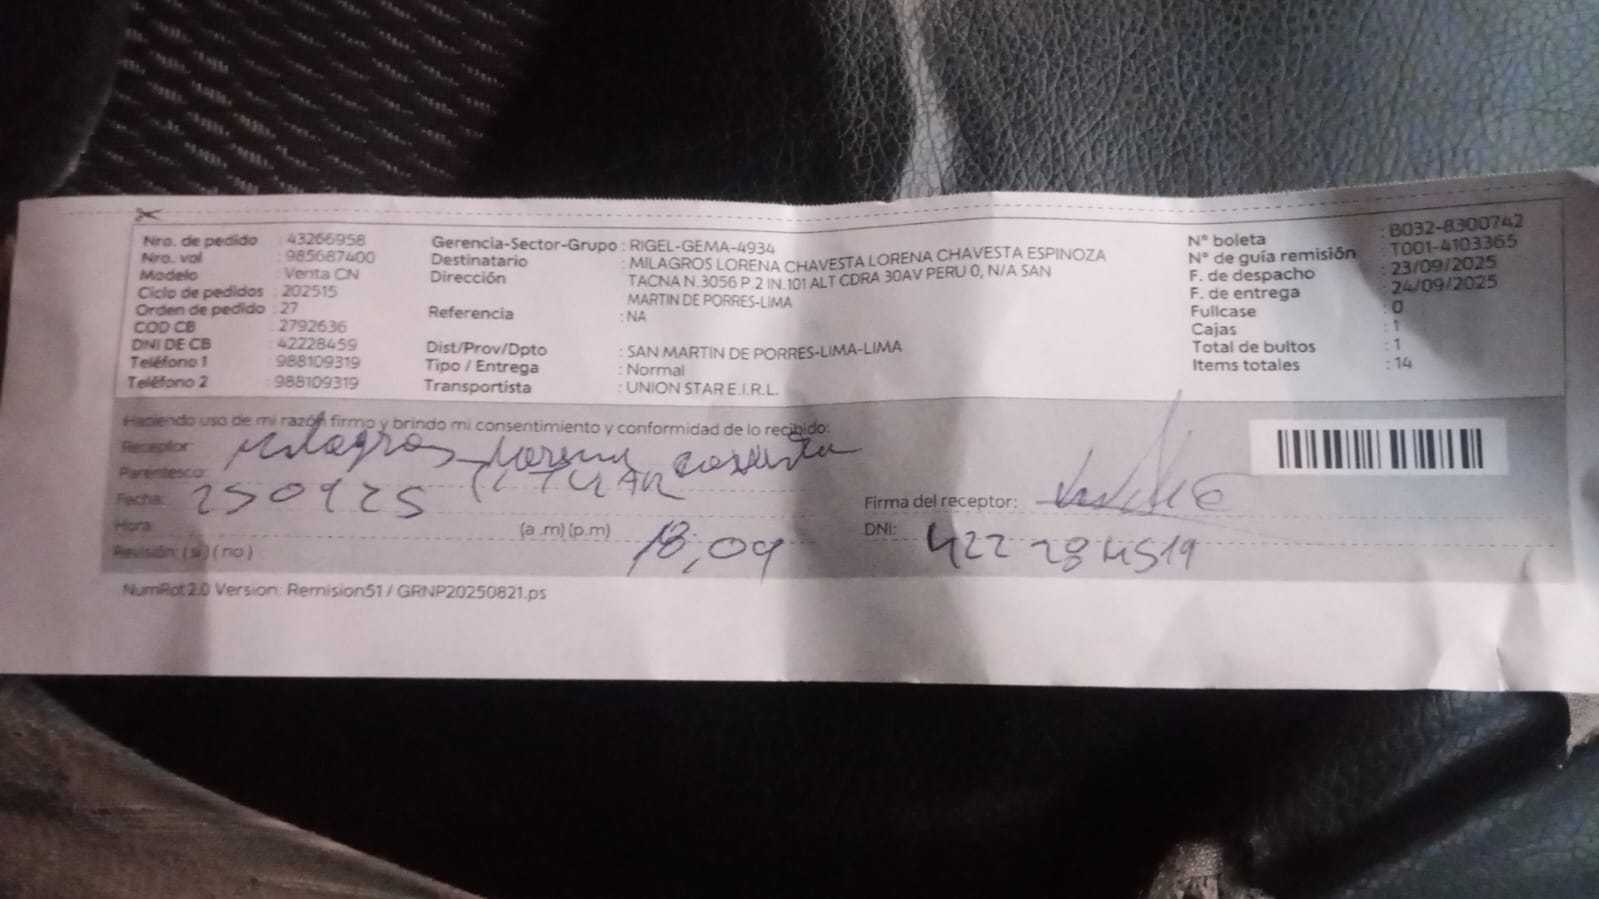 Nro. de pedido : 43266958
Nro. vol : 985687400
Modelo : Venta CN
Ciclo de pedidos : 202515
Orden de pedido : 27
COD CB : 2792636
DNI DE CB : 42228459
Teléfono 1 : 988109319
Teléfono 2 : 988109319
Gerencia-Sector-Grupo : RIGEL-GEMA-4934
Destinatario : MILAGROS LORENA CHAVESTA LORENA CHAVESTA ESPINOZA
Dirección : TACNA N.3056 P.2 IN.101 ALT CDRA 30AV PERU 0, N/A SAN
MARTIN DE PORRES-LIMA
Referencia : NA
Dist/Prov/Dpto : SAN MARTIN DE PORRES-LIMA-LIMA
Tipo / Entrega : Normal
Transportista : UNION STAR E.I.R.L.
N° boleta : B032-8300742
N° de guía remisión : T001-4103365
F. de despacho : 23/09/2025
F. de entrega : 24/09/2025
Fullcase : 0
Cajas : 1
Total de bultos : 1
Items totales : 14
Haciendo uso de mi razón firmo y brindo mi consentimiento y conformidad de lo recibido:
Receptor: Milagros Lorena
Parentesco: TITULAR
Fecha: 250925
Hora: (a .m) (p.m) 18,09
Revisión: ( si ) ( no )
Firma del receptor:
DNI: 422 28 4519
NumRot2.0 Version: Remision51 / GRNP20250821.ps